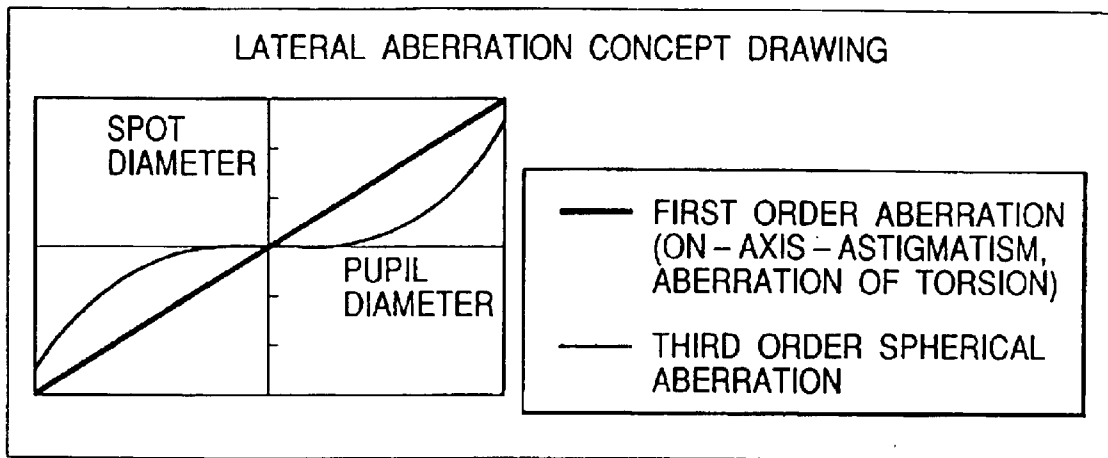 LATERAL ABERRATION CONCEPT DRAWING
SPOT
DIAMETER
PUPIL
DIAMETER
FIRST ORDER ABERRATION
(ON–AXIS–ASTIGMATISM,
ABERRATION OF TORSION)
THIRD ORDER SPHERICAL
ABERRATION